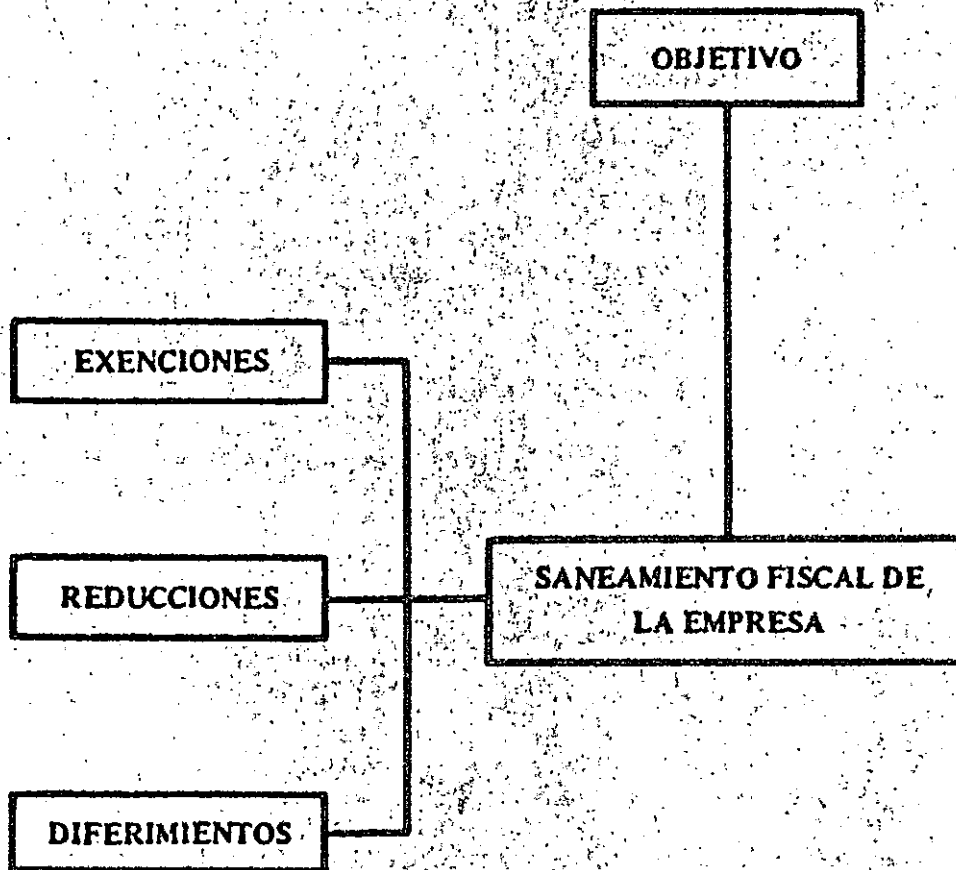 OBJETIVO
EXENCIONES
REDUCCIONES
SANEAMIENTO FISCAL DE
LA EMPRESA
DIFERIMIENTOS